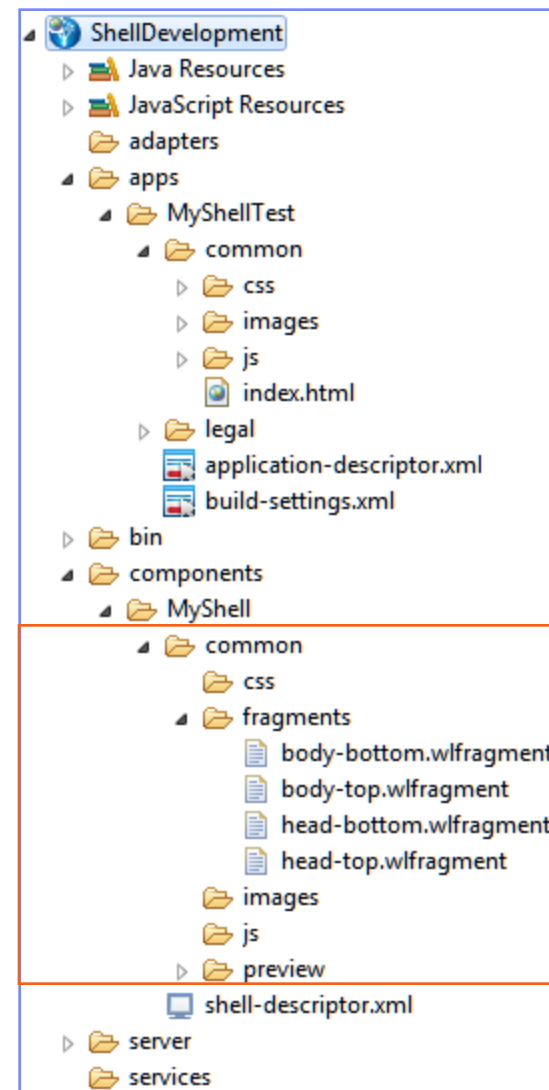 ShellDevelopment
Java Resources
JavaScript Resources
adapters
apps
MyShellTest
common
css
images
js
index.html
legal
application-descriptor.xml
build-settings.xml
bin
components
MyShell
common
css
fragments
body-bottom.wlfragment
body-top.wlfragment
head-bottom.wlfragment
head-top.wlfragment
images
js
preview
shell-descriptor.xml
server
services